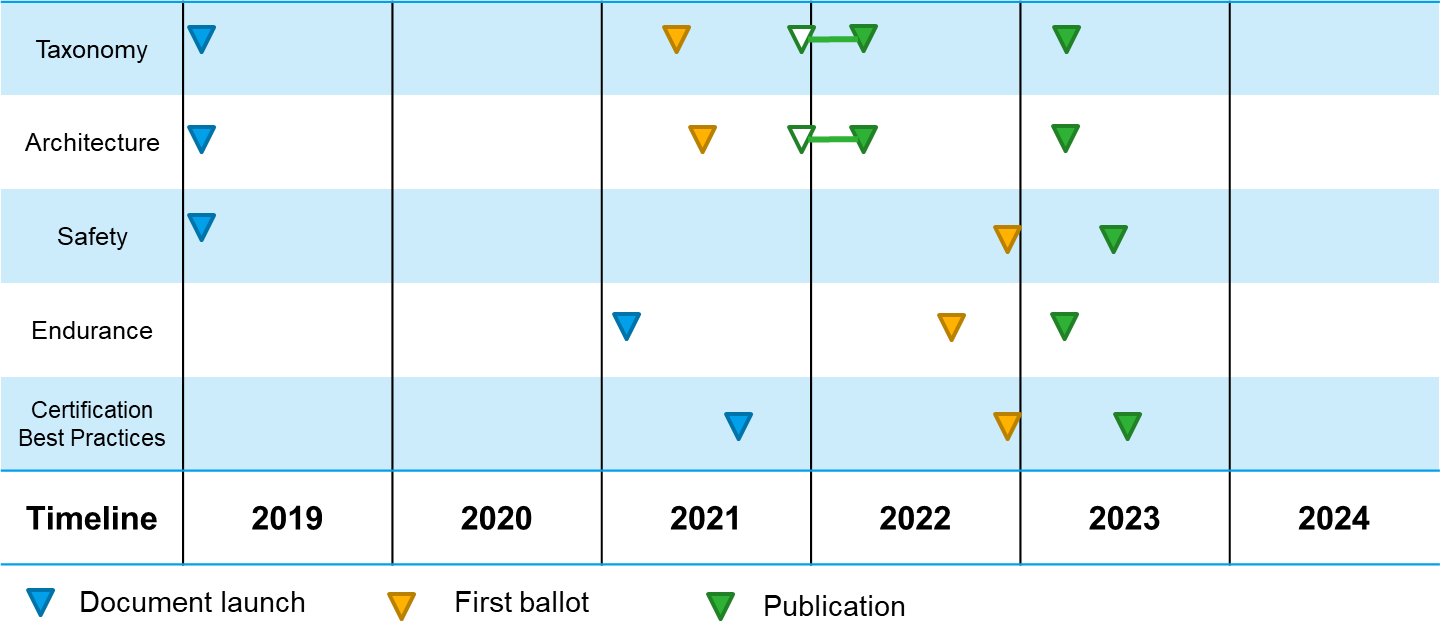 Taxonomy
Architecture
Safety
Endurance
Certification
Best Practices
Timeline 2019 2020 2021 2022 2023 2024
Document launch First ballot Publication